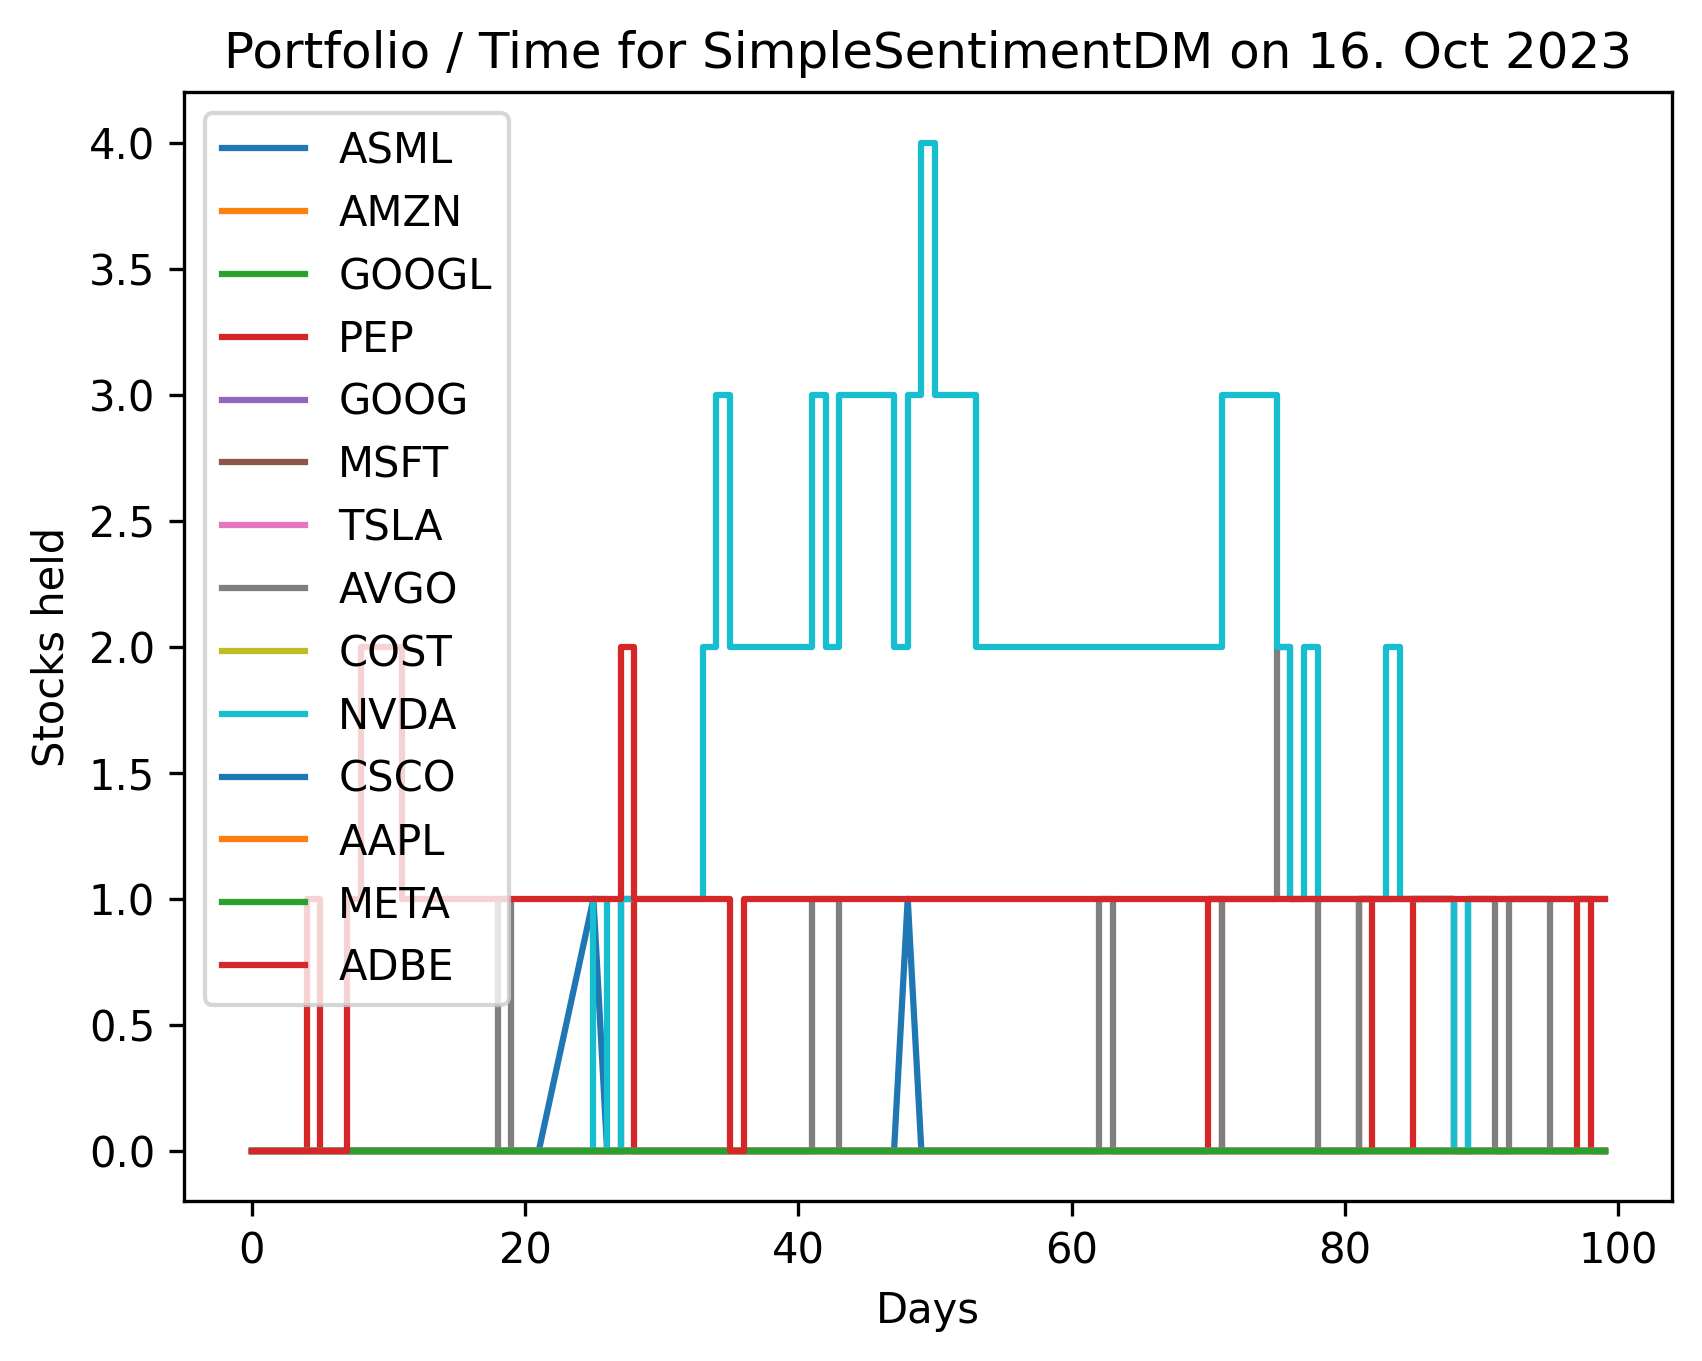 Portfolio / Time for SimpleSentimentDM on 16. Oct 2023
4.0
3.5
3.0
2.5
2.0
1.5
1.0
0.5
0.0
Stocks held
ASML
AMZN
GOOGL
PEP
GOOG
MSFT
TSLA
AVGO
COST
NVDA
CSCO
AAPL
META
ADBE
0 20 40 60 80 100
Days